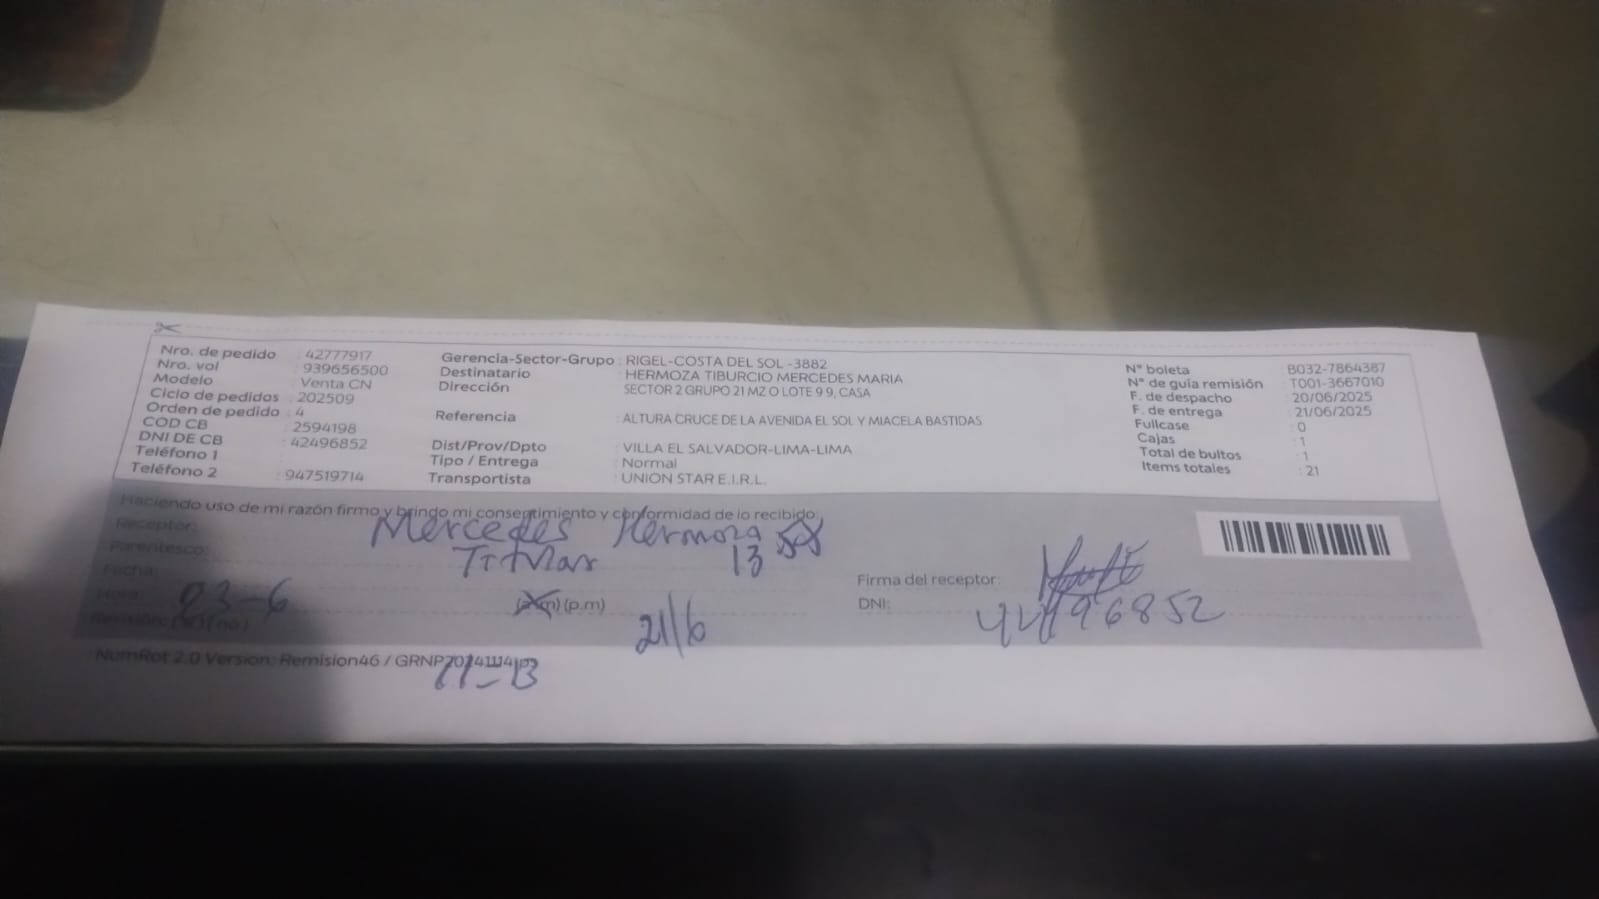 Nro. de pedido : 42777917
Nro. vol : 939656500
Modelo : Venta CN
Ciclo de pedidos : 202509
Orden de pedido : 4
COD CB : 2594198
DNI DE CB : 42496852
Teléfono 1 :
Teléfono 2 : 947519714
Gerencia-Sector-Grupo : RIGEL-COSTA DEL SOL -3882
Destinatario : HERMOZA TIBURCIO MERCEDES MARIA
Dirección : SECTOR 2 GRUPO 21 MZ O LOTE 9 9, CASA
Referencia : ALTURA CRUCE DE LA AVENIDA EL SOL Y MIACELA BASTIDAS
Dist/Prov/Dpto : VILLA EL SALVADOR-LIMA-LIMA
Tipo / Entrega : Normal
Transportista : UNION STAR E.I.R.L.
N° boleta : B032-7864387
N° de guía remisión : T001-3667010
F. de despacho : 20/06/2025
F. de entrega : 21/06/2025
Fullcase : 0
Cajas : 1
Total de bultos : 1
Items totales : 21
Haciendo uso de mi razón firmo y brindo mi consentimiento y conformidad de lo recibido:
Receptor: Mercedes Hermoza
Parentesco: Titular 13
Fecha:
Hora: 23-6 (a.m) (p.m)
Revisión: (si) (no) 21/6
Firma del receptor:
DNI: 42496852
NumRot 2.0 Version: Remision46 / GRNP20241114